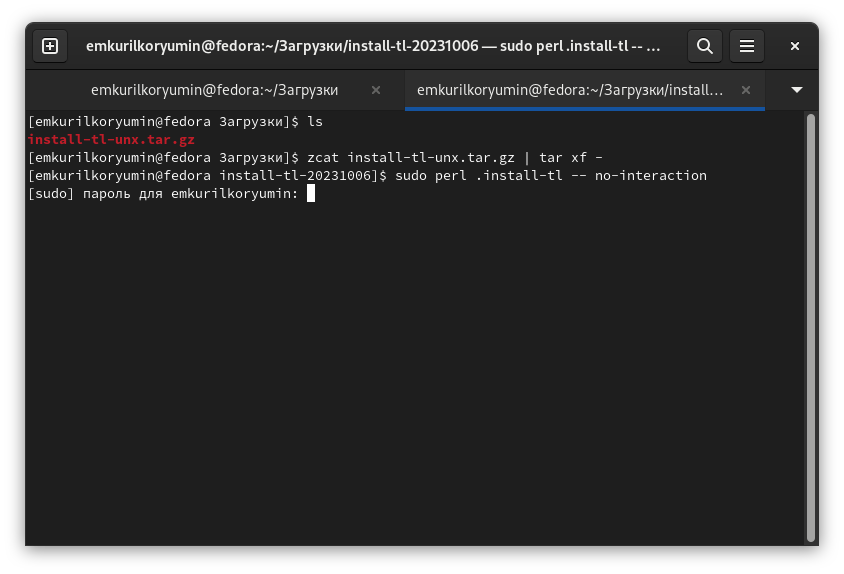 emkurilkoryumin@fedora:~/Загрузки/install-tl-20231006 — sudo perl .install-tl -- …
emkurilkoryumin@fedora:~/Загрузки
emkurilkoryumin@fedora:~/Загрузки/install…
[emkurilkoryumin@fedora Загрузки]$ ls
install-tl-unx.tar.gz
[emkurilkoryumin@fedora Загрузки]$ zcat install-tl-unx.tar.gz | tar xf -
[emkurilkoryumin@fedora install-tl-20231006]$ sudo perl .install-tl -- no-interaction
[sudo] пароль для emkurilkoryumin: